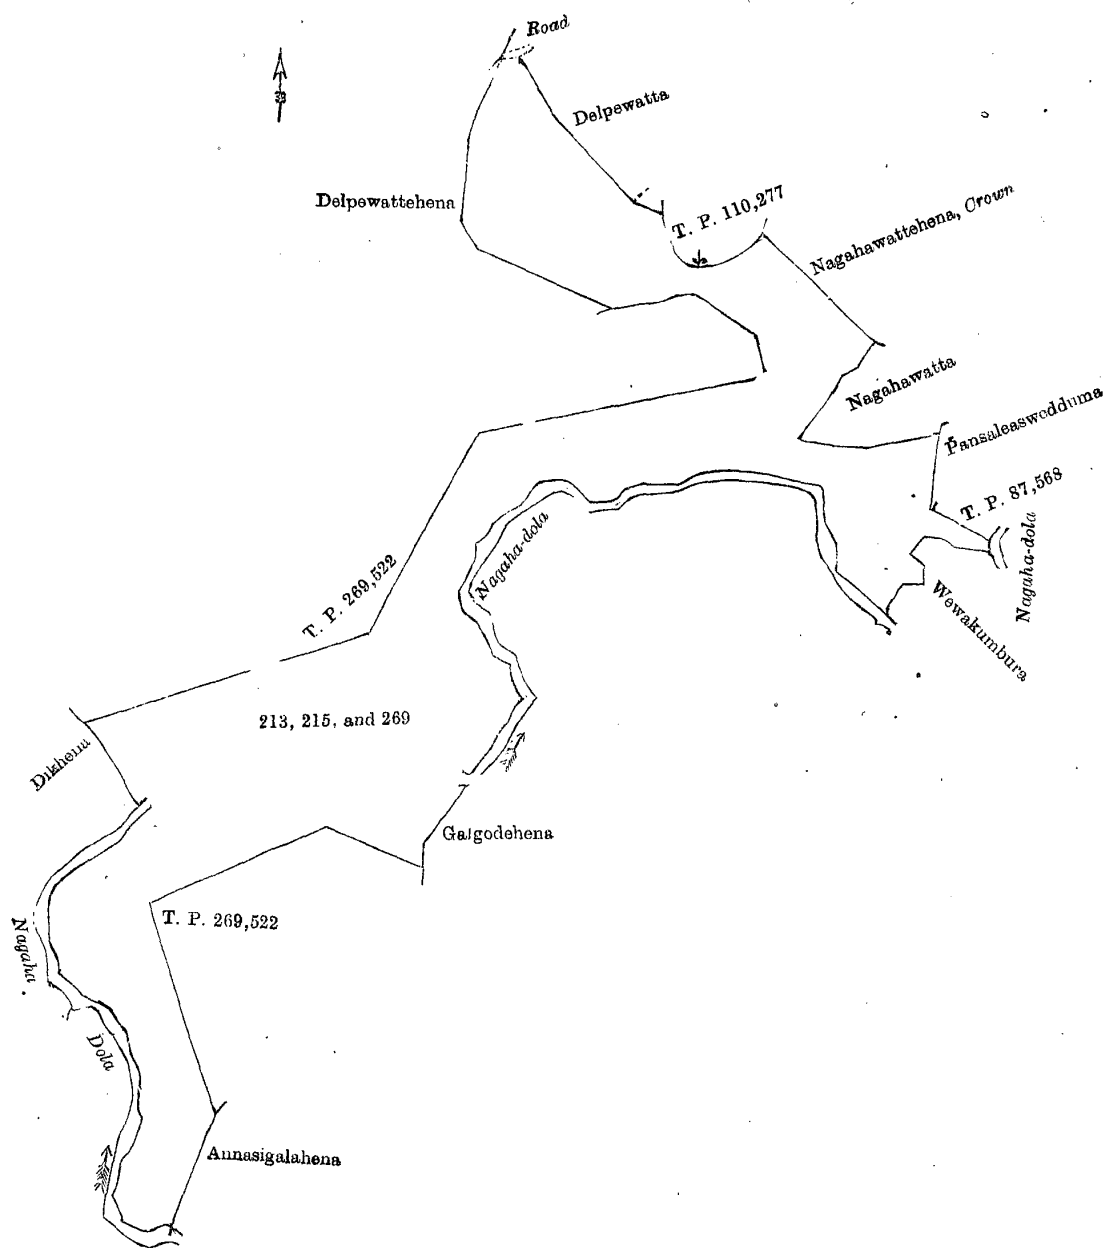 Road
Delpewatta
Delpewattehena
T. P. 110,277
Nagahawattehena, Crown
Nagahawatta
Pansaleaswedduma
T. P. 87,568
Nagaha-dola
Nagaha-dola
Wewakumbura
T. P. 269,522
213, 215, and 269
Dikhena
Galgodehena
T. P. 269,522
Nagaha
Dola
Annasigalahena